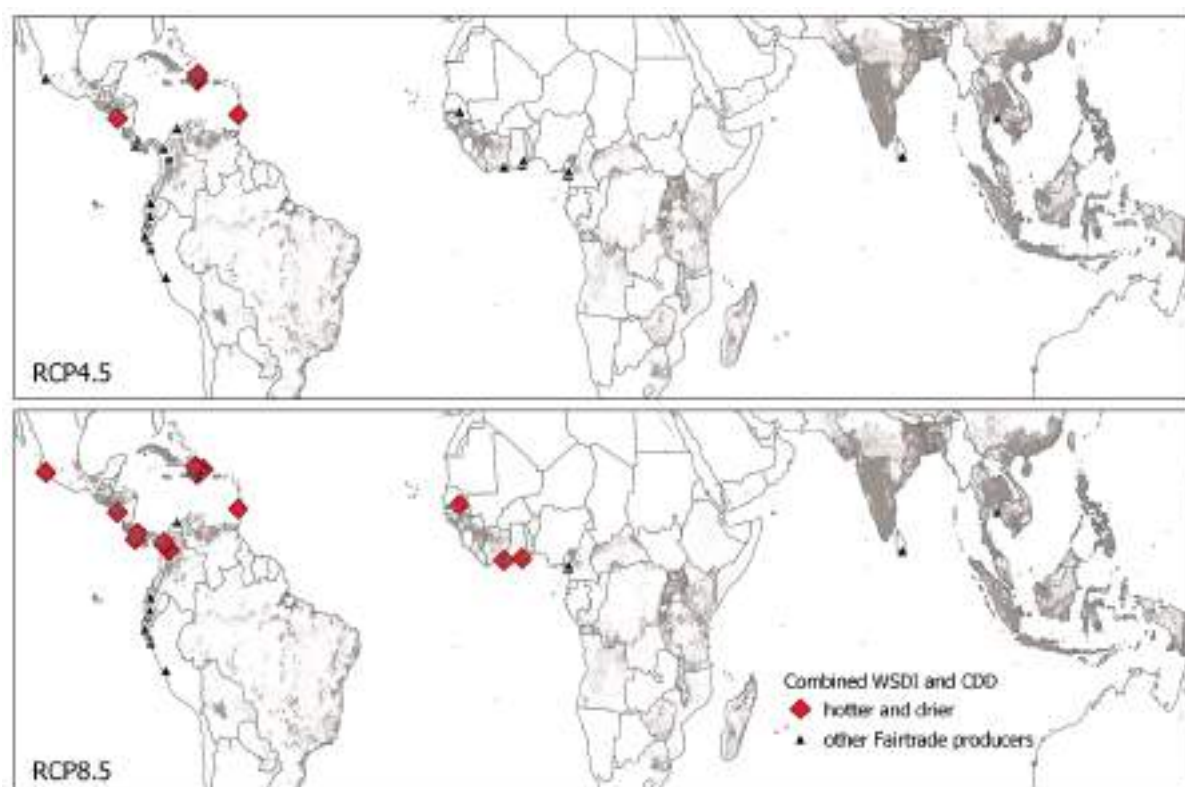 RCP4.5
Combined WSDI and CDD
hotter and drier
other Fairtrade producers
RCP8.5